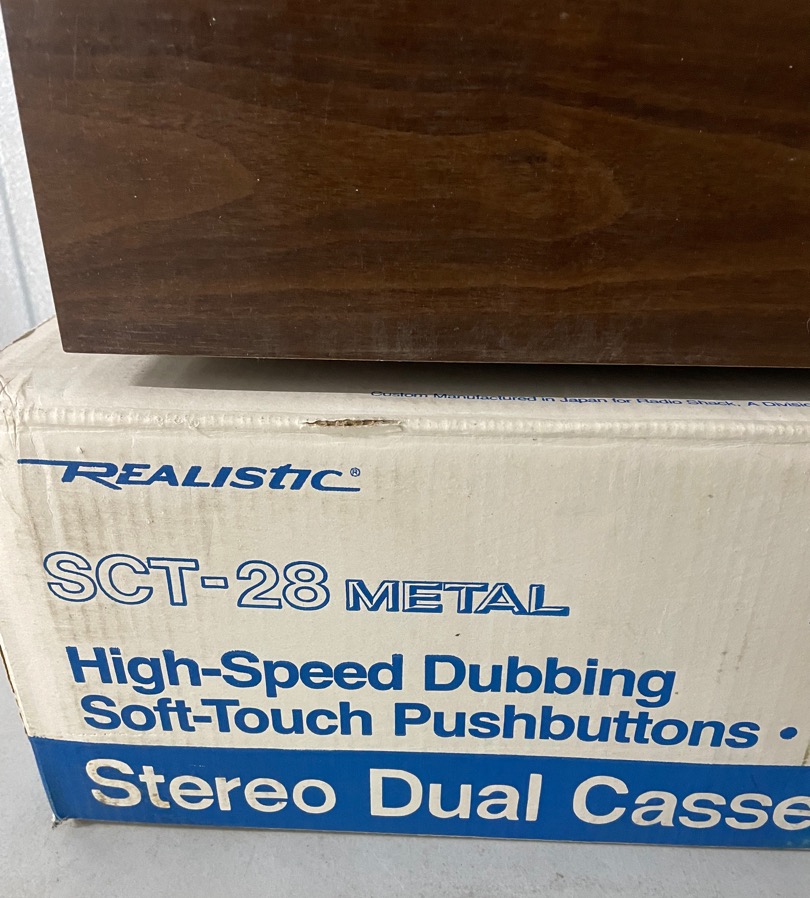 Custom Manufactured in Japan for Radio Shack, A
REALISTIC®
SCT-28 METAL
High-Speed Dubbing
Soft-Touch Pushbuttons •
Stereo Dual Casse